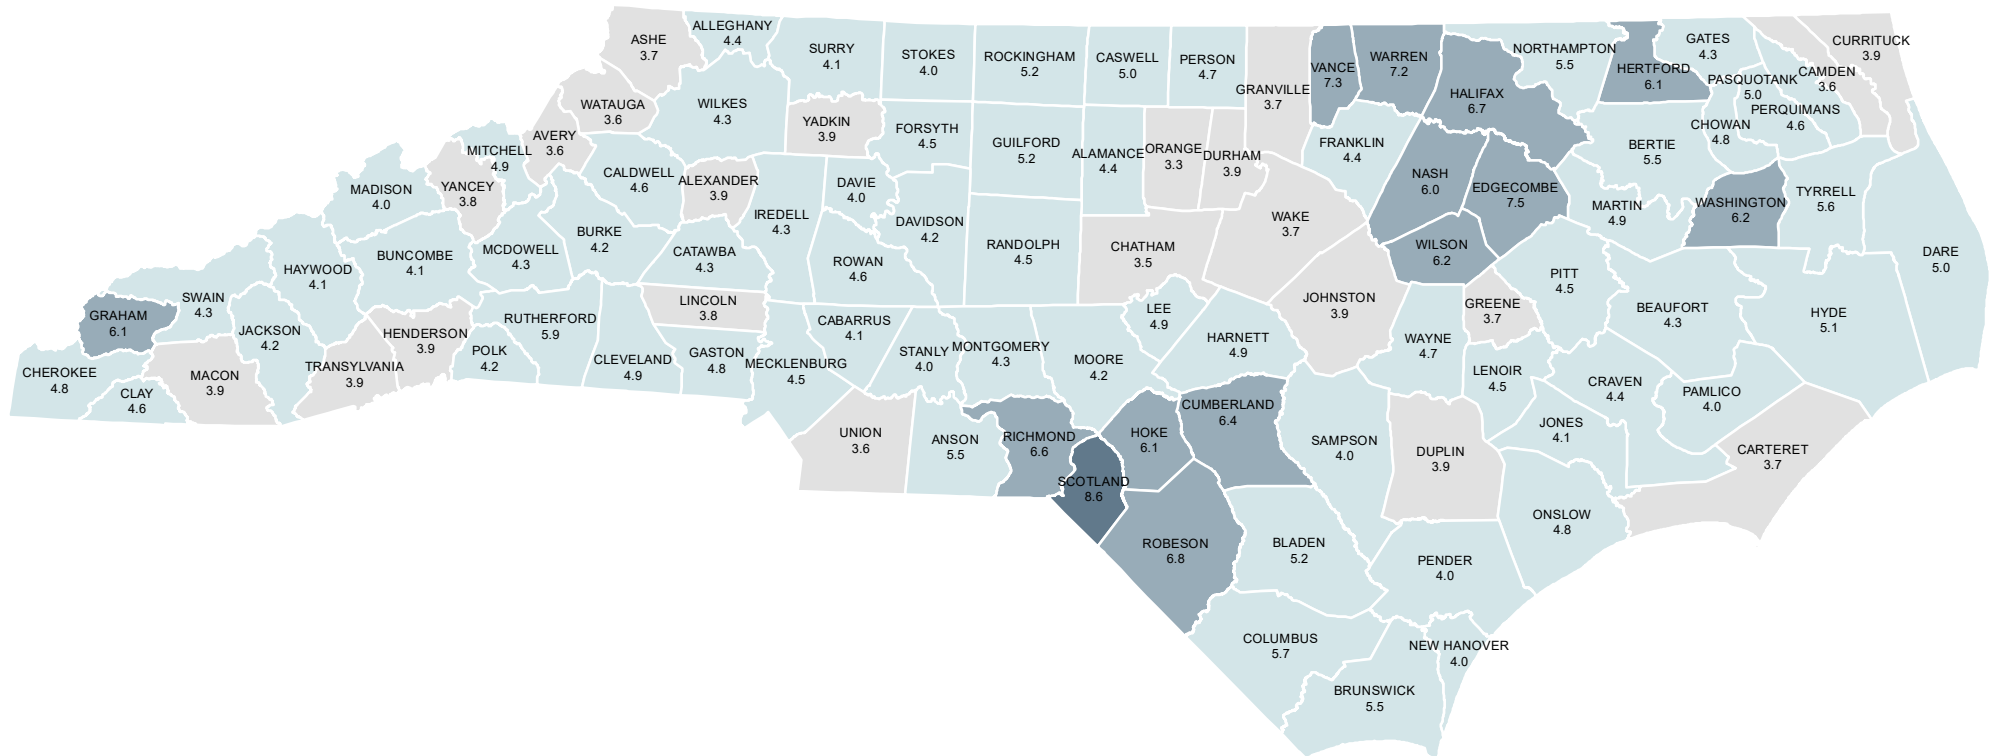 ASHE
3.7
ALLEGHANY
4.4
SURRY
4.1
STOKES
4.0
ROCKINGHAM
5.2
CASWELL
5.0
PERSON
4.7
GRANVILLE
3.7
VANCE
7.3
WARREN
7.2
HALIFAX
6.7
NORTHAMPTON
5.5
HERTFORD
6.1
GATES
4.3
PASQUOTANK
5.0
CAMDEN
3.6
CURRITUCK
3.9
PERQUIMANS
4.6
CHOWAN
4.8
WATAUGA
3.6
WILKES
4.3
YADKIN
3.9
FORSYTH
4.5
GUILFORD
5.2
ALAMANCE
4.4
ORANGE
3.3
DURHAM
3.9
FRANKLIN
4.4
BERTIE
5.5
AVERY
3.6
MITCHELL
4.9
YANCEY
3.8
MADISON
4.0
CALDWELL
4.6
ALEXANDER
3.9
IREDELL
4.3
DAVIE
4.0
DAVIDSON
4.2
RANDOLPH
4.5
CHATHAM
3.5
WAKE
3.7
NASH
6.0
EDGECOMBE
7.5
MARTIN
4.9
WASHINGTON
6.2
TYRRELL
5.6
DARE
5.0
HAYWOOD
4.1
BUNCOMBE
4.1
MCDOWELL
4.3
BURKE
4.2
CATAWBA
4.3
ROWAN
4.6
WILSON
6.2
PITT
4.5
GRAHAM
6.1
SWAIN
4.3
JACKSON
4.2
HENDERSON
3.9
RUTHERFORD
5.9
LINCOLN
3.8
CABARRUS
4.1
LEE
4.9
JOHNSTON
3.9
GREENE
3.7
BEAUFORT
4.3
HYDE
5.1
CHEROKEE
4.8
CLAY
4.6
MACON
3.9
TRANSYLVANIA
3.9
POLK
4.2
CLEVELAND
4.9
GASTON
4.8
MECKLENBURG
4.5
STANLY
4.0
MONTGOMERY
4.3
MOORE
4.2
HARNETT
4.9
WAYNE
4.7
LENOIR
4.5
CRAVEN
4.4
PAMLICO
4.0
UNION
3.6
ANSON
5.5
RICHMOND
6.6
SCOTLAND
8.6
HOKE
6.1
CUMBERLAND
6.4
SAMPSON
4.0
DUPLIN
3.9
JONES
4.1
CARTERET
3.7
ONSLOW
4.8
ROBESON
6.8
BLADEN
5.2
PENDER
4.0
COLUMBUS
5.7
NEW HANOVER
4.0
BRUNSWICK
5.5